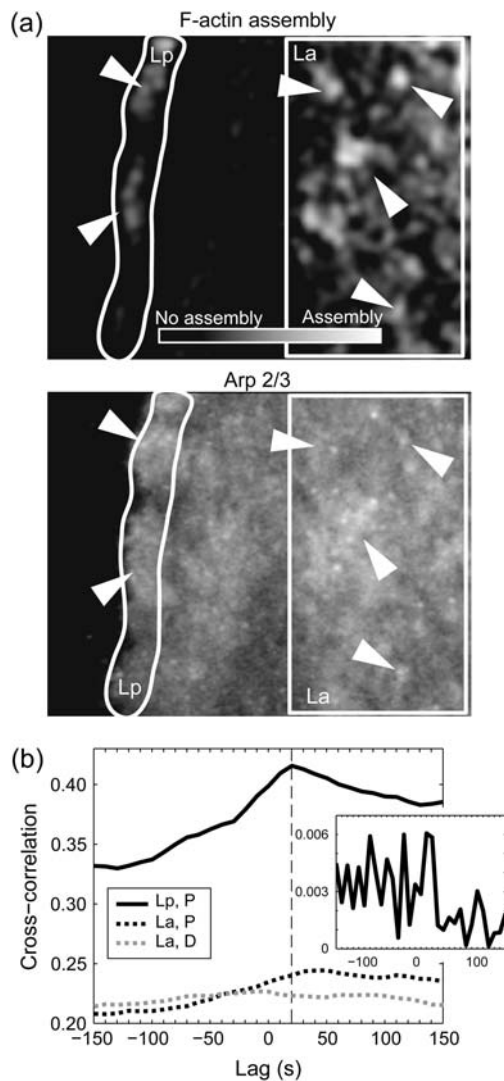 (a)
F-actin assembly
Lp
La
No assembly
Assembly
Arp 2/3
Lp
La
(b)
Cross-correlation
0.40
0.35
0.30
0.25
0.20
Lp, P
La, P
La, D
0.006
0.003
0
-100
0
100
-150
-100
-50
0
50
100
150
Lag (s)